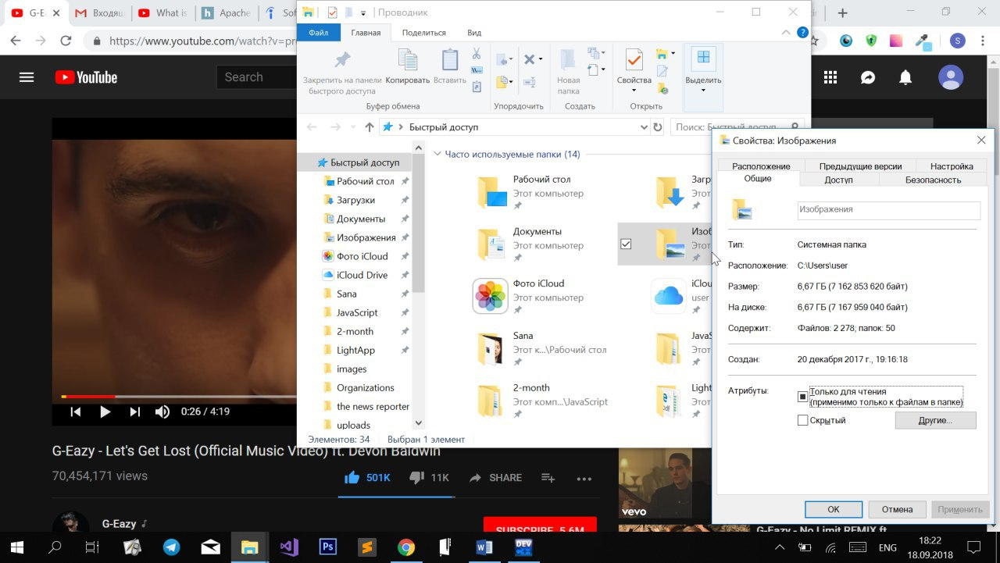 G-E
Входящ
What is
Apache
Sof
Проводник
https://www.youtube.com/watch?v=pr
S
Файл
Главная
Поделиться
Вид
YouTube
Search
Закрепить на панели
быстрого доступа
Копировать
Вставить
Новая
папка
Свойства
Выделить
Буфер обмена
Упорядочить
Создать
Открыть
Быстрый доступ
Поиск: Быстрый доступ
Быстрый доступ
Рабочий стол
Загрузки
Документы
Изображения
Фото iCloud
iCloud Drive
Sana
JavaScript
2-month
LightApp
images
Organizations
the news reporter
uploads
Часто используемые папки (14)
Рабочий стол
Этот компьютер
Загру
Этот
Документы
Этот компьютер
Изоб
Этот
Фото iCloud
Этот компьютер
iClou
user
Sana
Этот к...\Рабочий стол
JavaS
Этот
2-month
Этот комп...\JavaScript
Light
Этот
Элементов: 34
Выбран 1 элемент
Свойства: Изображения
Расположение
Предыдущие версии
Настройка
Общие
Доступ
Безопасность
Изображения
Тип:
Системная папка
Расположение:
C:\Users\user
Размер:
6,67 ГБ (7 162 853 620 байт)
На диске:
6,67 ГБ (7 167 959 040 байт)
Содержит:
Файлов: 2 278; папок: 50
Создан:
20 декабря 2017 г., 19:16:18
Атрибуты:
Только для чтения
(применимо только к файлам в папке)
Скрытый
Другие...
ОК
Отмена
Применить
0:26 / 4:19
G-Eazy - Let's Get Lost (Official Music Video) ft. Devon Baldwin
70,454,171 views
501K
11K
SHARE
G-Eazy
SUBSCRIBE 5.6M
vevo
G-Eazy - No Limit REMIX ft.
Ps
DEV
ENG
18:22
18.09.2018